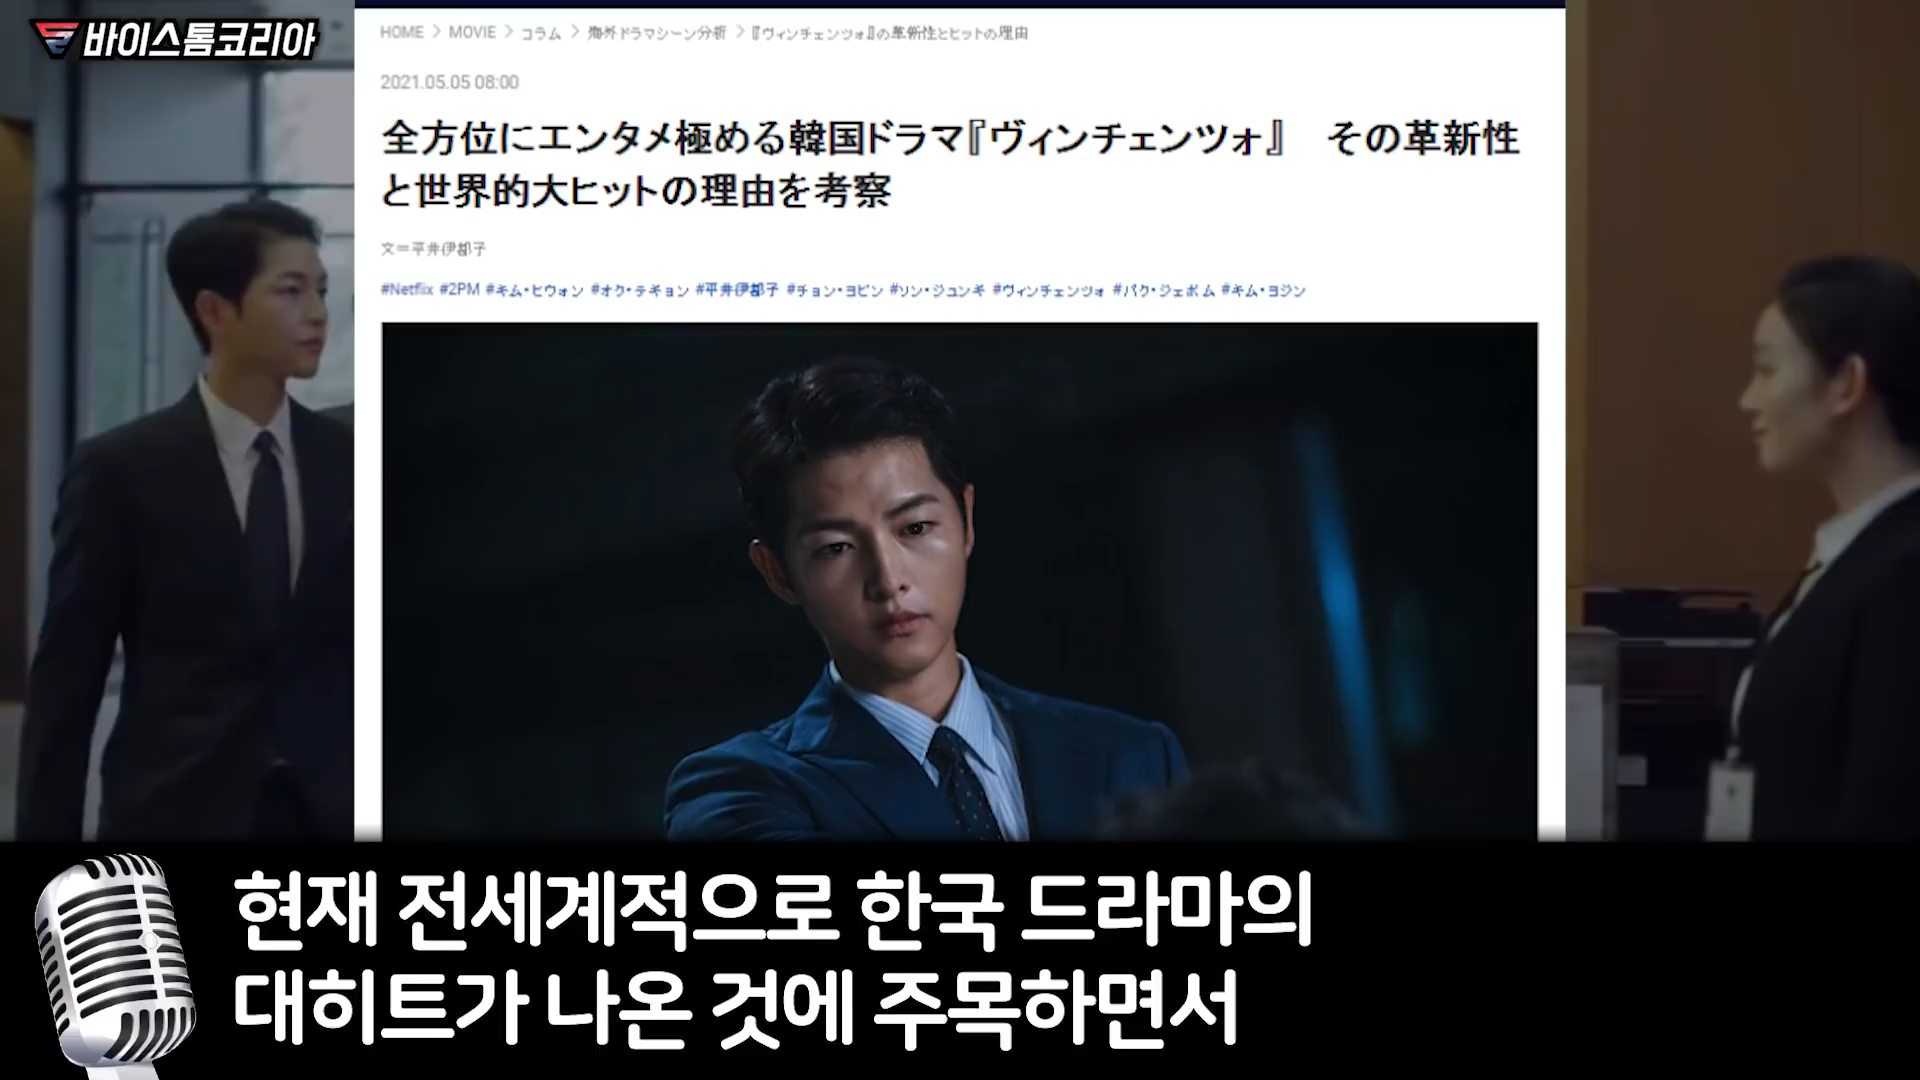 바이스톰코리아
HOME > MOVIE > コラム > 海外ドラマシーン分析 > 『ヴィンチェンツォ』の革新性とヒットの理由
2021.05.05 08:00
全方位にエンタメ極める韓国ドラマ『ヴィンチェンツォ』　その革新性
と世界的大ヒットの理由を考察
文=平井伊都子
#Netflix #2PM #キム・ヒウォン #オク・テギョン #平井伊都子 #チョン・ヨビン #ソン・ジュンギ #ヴィンチェンツォ #パク・ジェボム #キム・ヨジン
현재 전세계적으로 한국 드라마의
대히트가 나온 것에 주목하면서